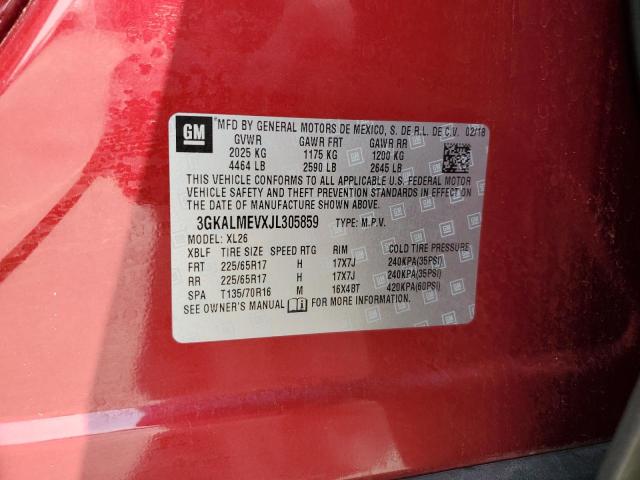 GM MFD BY GENERAL MOTORS DE MEXICO, S. DE R.L. DE C.V. 02/18
GVWR GAWR FRT GAWR RR
2025 KG 1175 KG 1200 KG
4464 LB 2590 LB 2645 LB
THIS VEHICLE CONFORMS TO ALL APPLICABLE U.S. FEDERAL MOTOR
VEHICLE SAFETY AND THEFT PREVENTION STANDARDS IN EFFECT ON
THE DATE OF MANUFACTURE SHOWN ABOVE.
3GKALMEVXJL305859 TYPE: M.P.V.
MODEL: XL26
XBLF TIRE SIZE SPEED RTG RIM COLD TIRE PRESSURE
FRT 225/65R17 H 17X7J 240KPA(35PSI)
RR 225/65R17 H 17X7J 240KPA(35PSI)
SPA T135/70R16 M 16X4BT 420KPA(60PSI)
SEE OWNER'S MANUAL FOR MORE INFORMATION.